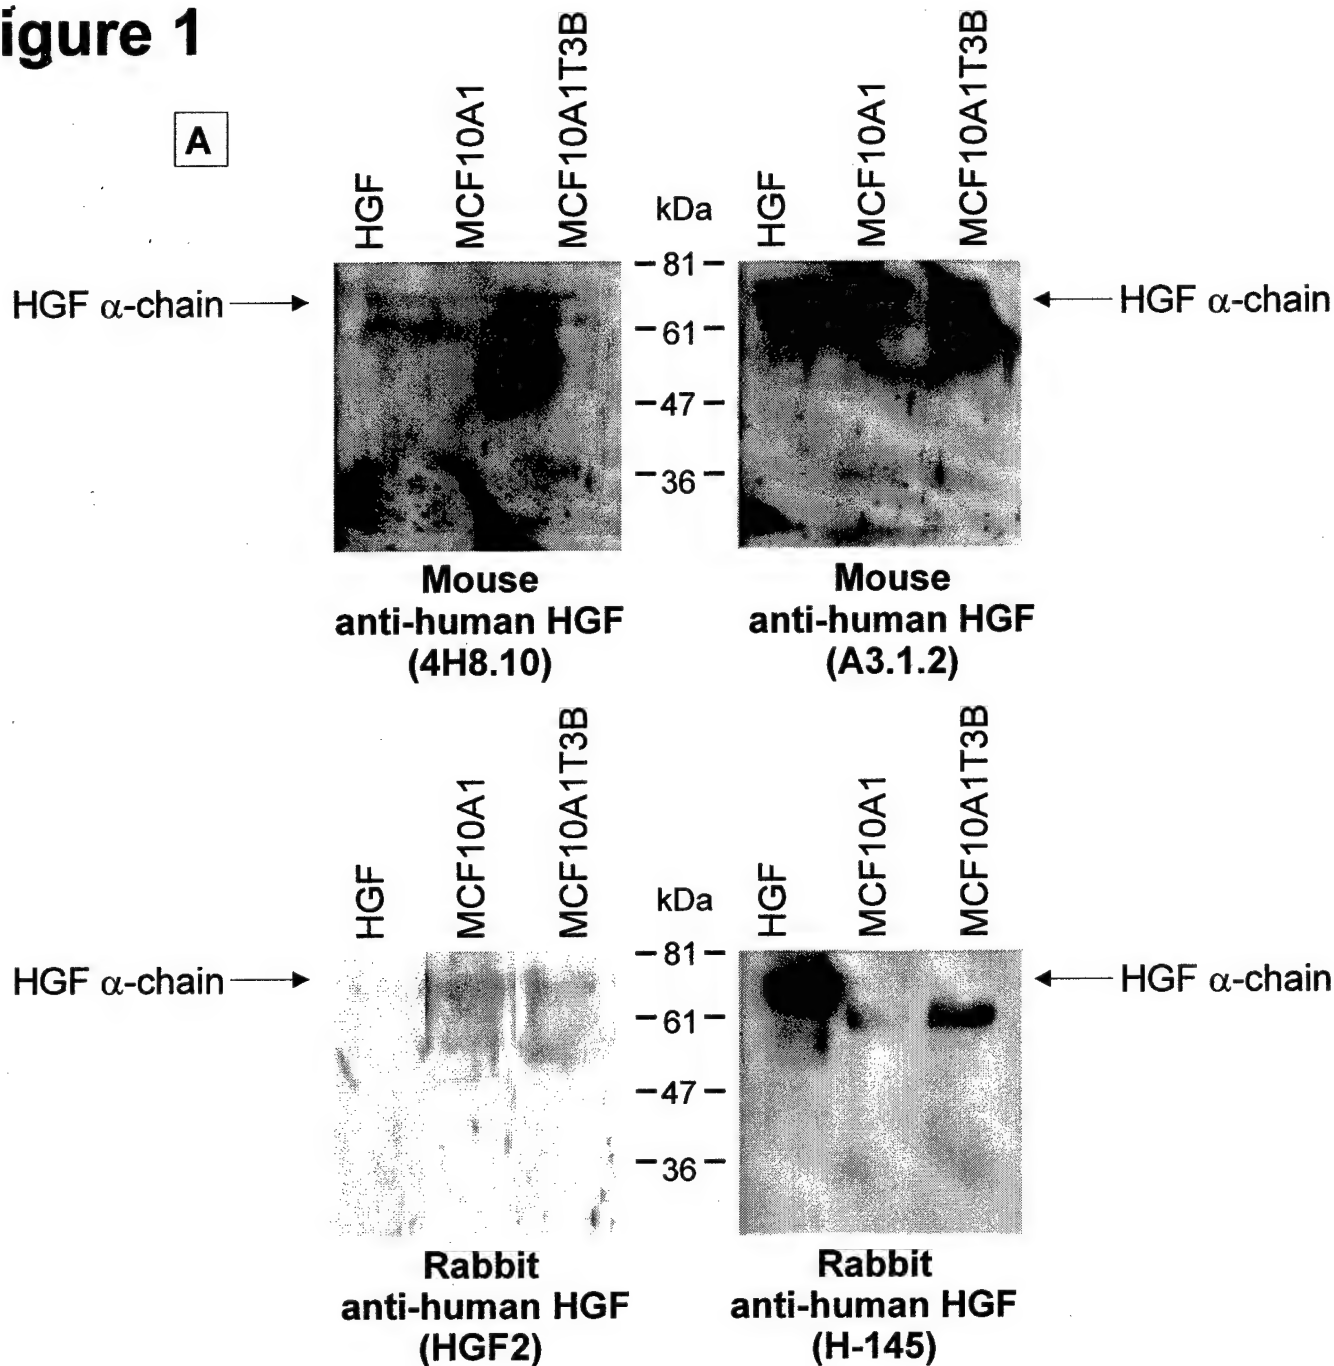 igure 1
A
HGF
MCF10A1
MCF10A1T3B
kDa
HGF
MCF10A1
MCF10A1T3B
HGF α-chain
81
61
47
36
HGF α-chain
Mouse
anti-human HGF
(4H8.10)
Mouse
anti-human HGF
(A3.1.2)
HGF
MCF10A1
MCF10A1T3B
kDa
HGF
MCF10A1
MCF10A1T3B
HGF α-chain
81
61
47
36
HGF α-chain
Rabbit
anti-human HGF
(HGF2)
Rabbit
anti-human HGF
(H-145)